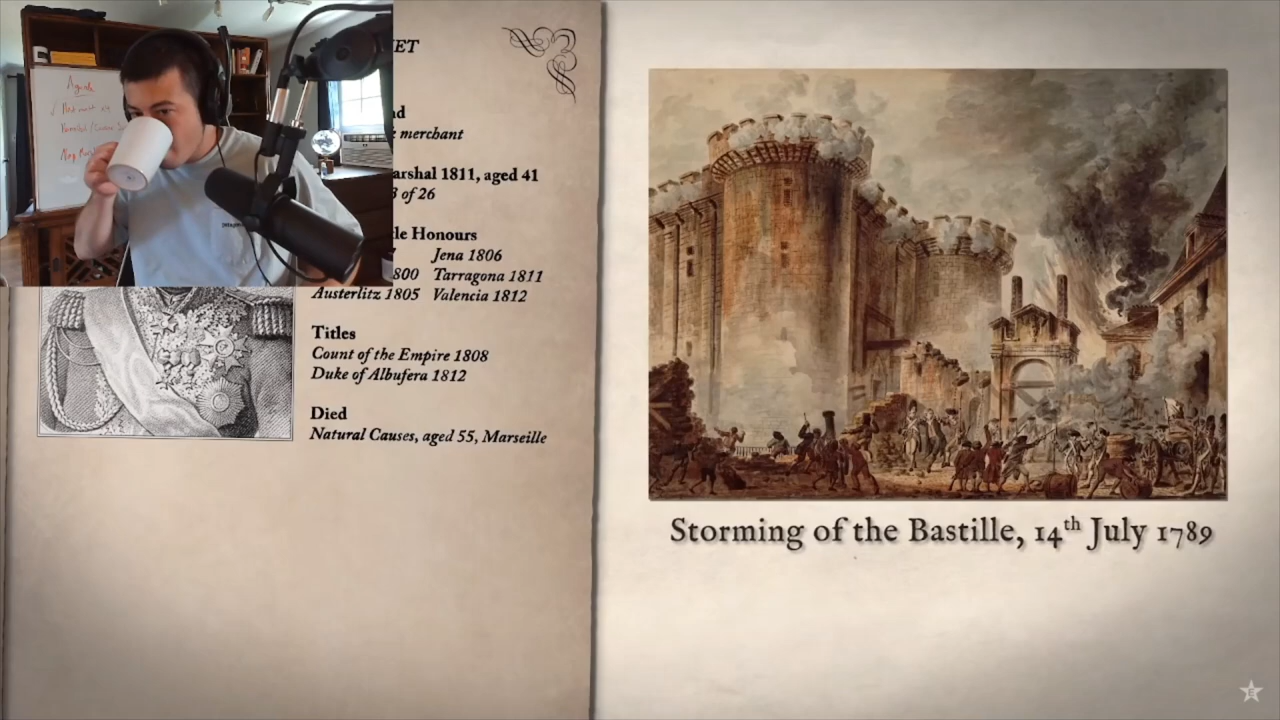 ET
d
merchant
arshal 1811, aged 41
of 26
le Honours
Jena 1806
800 Tarragona 1811
Austerlitz 1805 Valencia 1812
Titles
Count of the Empire 1808
Duke of Albufera 1812
Died
Natural Causes, aged 55, Marseille
Storming of the Bastille, 14th July 1789
E